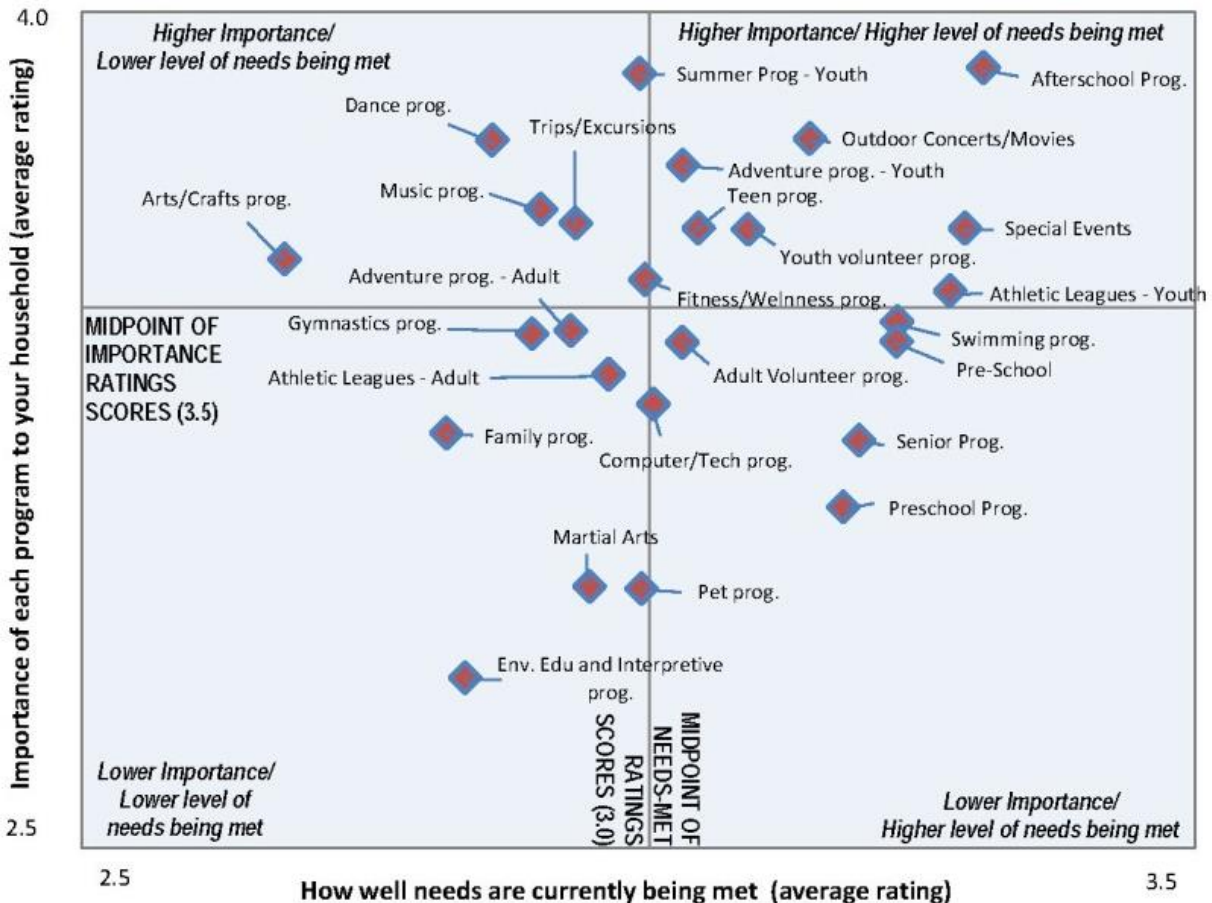 4.0
Importance of each program to your household (average rating)
2.5
Higher Importance/
Lower level of needs being met
Higher Importance/ Higher level of needs being met
Summer Prog - Youth
Afterschool Prog.
Dance prog.
Trips/Excursions
Outdoor Concerts/Movies
Adventure prog. - Youth
Music prog.
Teen prog.
Arts/Crafts prog.
Special Events
Youth volunteer prog.
Adventure prog. - Adult
Fitness/Welnness prog.
Athletic Leagues - Youth
MIDPOINT OF
IMPORTANCE
RATINGS
SCORES (3.5)
Gymnastics prog.
Swimming prog.
Pre-School
Athletic Leagues - Adult
Adult Volunteer prog.
Family prog.
Senior Prog.
Computer/Tech prog.
Preschool Prog.
Martial Arts
Pet prog.
Env. Edu and Interpretive
prog.
MIDPOINT OF
NEEDS-MET
RATINGS
SCORES (3.0)
Lower Importance/
Lower level of
needs being met
Lower Importance/
Higher level of needs being met
2.5
How well needs are currently being met (average rating)
3.5